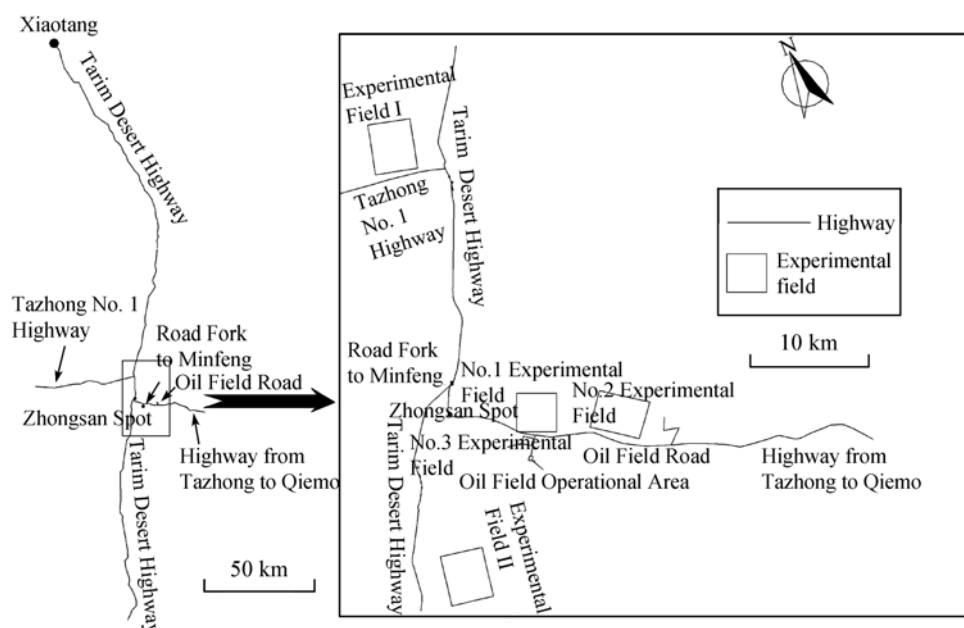 Xiaotang
Tarim Desert Highway
Tazhong No. 1
Highway
Road Fork
to Minfeng
Oil Field Road
Zhongsan Spot
Highway from
Tazhong to Qiemo
Tarim Desert Highway
50 km
N
Experimental
Field I
Tarim Desert Highway
Tazhong
No. 1
Highway
Highway
Experimental
field
10 km
Road Fork
to Minfeng
No.1 Experimental
Field
No.2 Experimental
Field
Zhongsan Spot
No.3 Experimental
Field
Oil Field Road
Highway from
Tazhong to Qiemo
Oil Field Operational Area
Tarim Desert Highway
Experimental
Field II